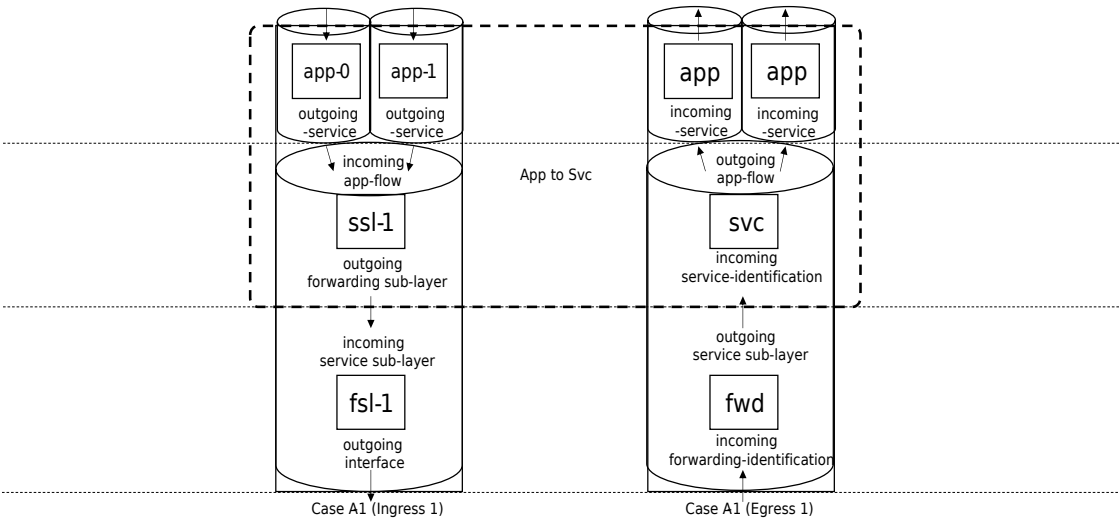 app-0
app-1
outgoing
-service
outgoing
-service
incoming
app-flow
ssl-1
outgoing
forwarding sub-layer
incoming
service sub-layer
fsl-1
outgoing
interface
Case A1 (Ingress 1)
App to Svc
app
app
incoming
-service
incoming
-service
outgoing
app-flow
svc
incoming
service-identification
outgoing
service sub-layer
fwd
incoming
forwarding-identification
Case A1 (Egress 1)